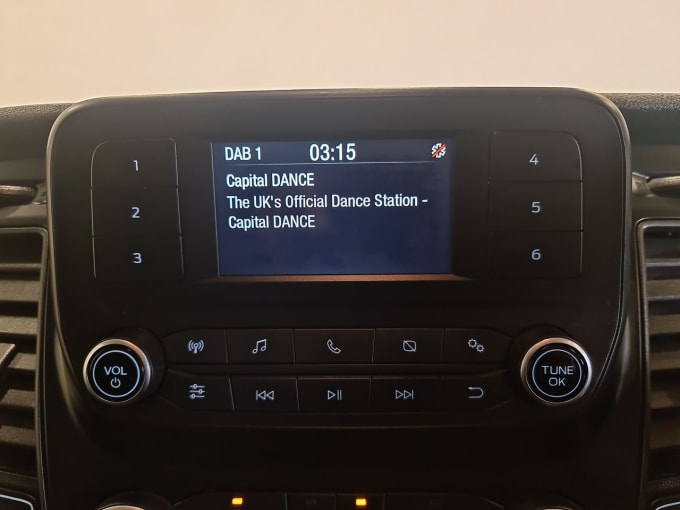 DAB 1 03:15
Capital DANCE
The UK's Official Dance Station -
Capital DANCE
1
2
3
4
5
6
VOL
TUNE
OK